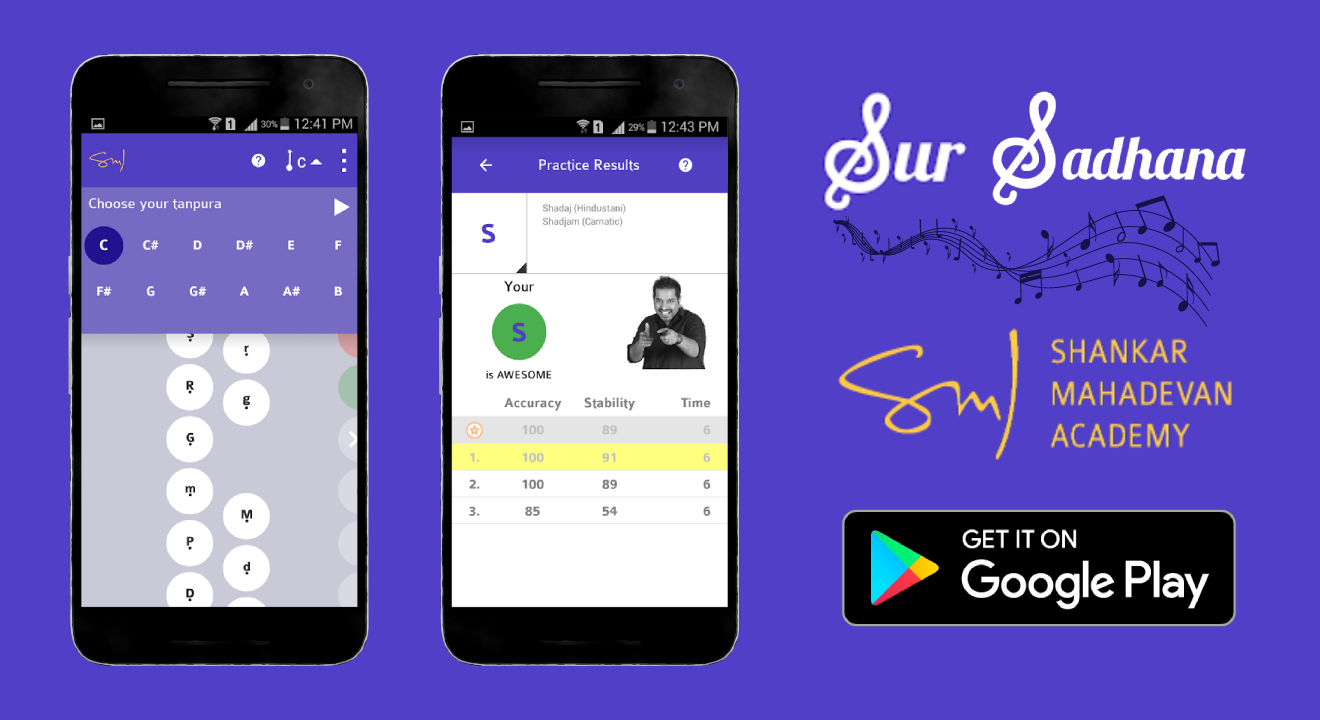 30% 12:41 PM
Sm
C
Choose your tanpura
C C# D D# E F
F# G G# A A# B
r
Ṛ
g̣
G̣
ṃ
Ṃ
P̣
ḍ
Ḍ
29% 12:43 PM
Practice Results
S
Shadaj (Hindustani)
Shadjam (Carnatic)
Your
S
is AWESOME
Accuracy Stability Time
100 89 6
1. 100 91 6
2. 100 89 6
3. 85 54 6
Sur Sadhana
Sm
SHANKAR
MAHADEVAN
ACADEMY
GET IT ON
Google Play